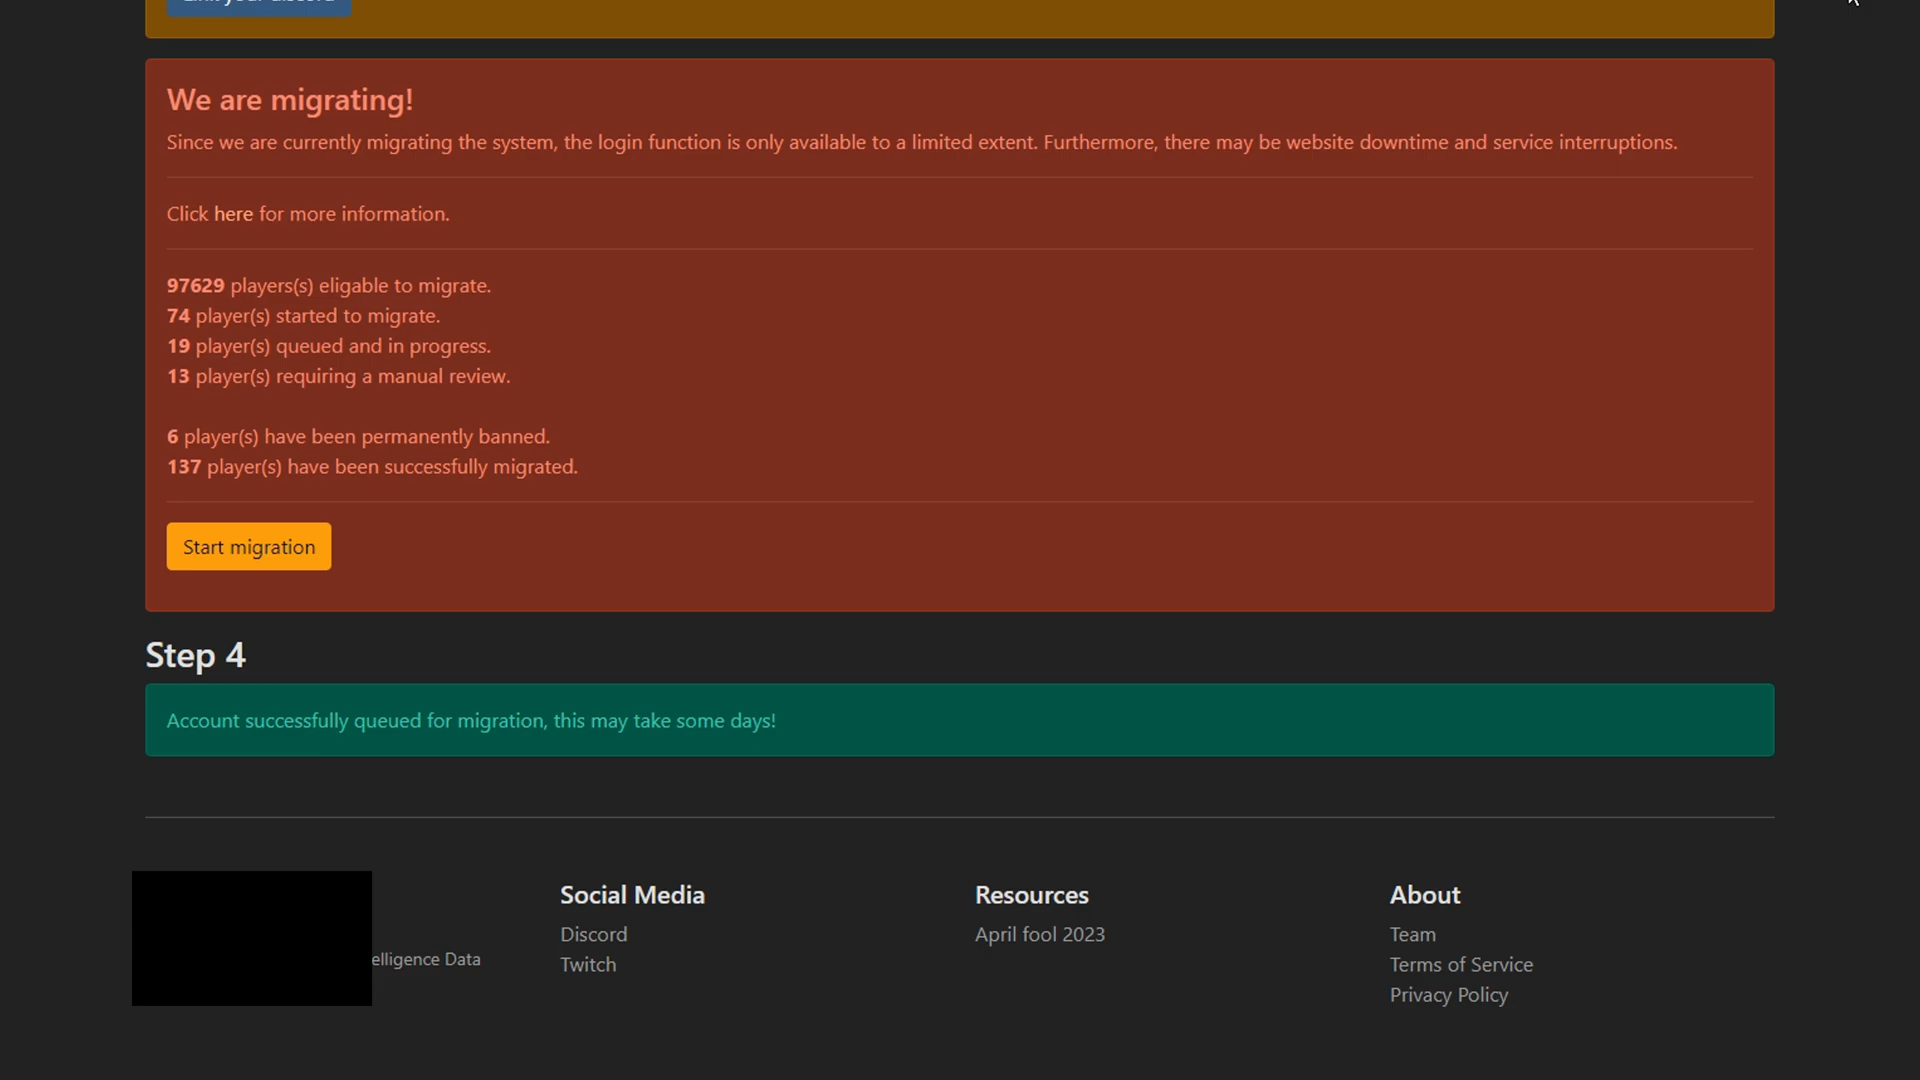 We are migrating!
Since we are currently migrating the system, the login function is only available to a limited extent. Furthermore, there may be website downtime and service interruptions.
Click here for more information.
97629 players(s) eligable to migrate.
74 player(s) started to migrate.
19 player(s) queued and in progress.
13 player(s) requiring a manual review.
6 player(s) have been permanently banned.
137 player(s) have been successfully migrated.
Start migration
Step 4
Account successfully queued for migration, this may take some days!
elligence Data
Social Media
Discord
Twitch
Resources
April fool 2023
About
Team
Terms of Service
Privacy Policy